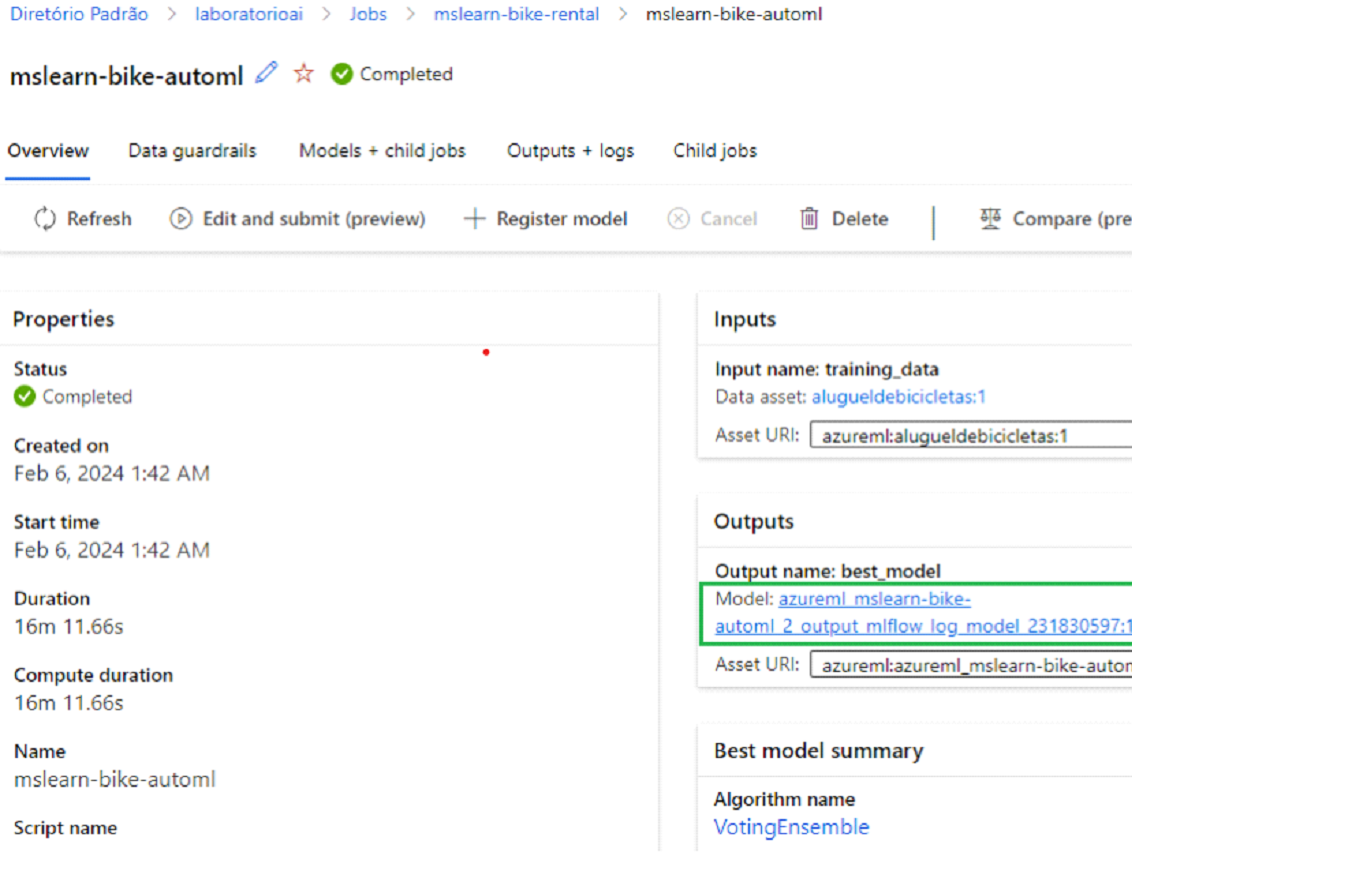 Diretório Padrão > laboratorioai > Jobs > mslearn-bike-rental > mslearn-bike-automl
mslearn-bike-automl Completed
Overview Data guardrails Models + child jobs Outputs + logs Child jobs
Refresh Edit and submit (preview) Register model Cancel Delete Compare (pre
Properties
Status
Completed
Created on
Feb 6, 2024 1:42 AM
Start time
Feb 6, 2024 1:42 AM
Duration
16m 11.66s
Compute duration
16m 11.66s
Name
mslearn-bike-automl
Script name
Inputs
Input name: training_data
Data asset: alugueldebicicletas:1
Asset URI: azureml:alugueldebicicletas:1
Outputs
Output name: best_model
Model: azureml_mslearn-bike-
automl_2_output_mlflow_log_model_231830597:1
Asset URI: azureml:azureml_mslearn-bike-autom
Best model summary
Algorithm name
VotingEnsemble